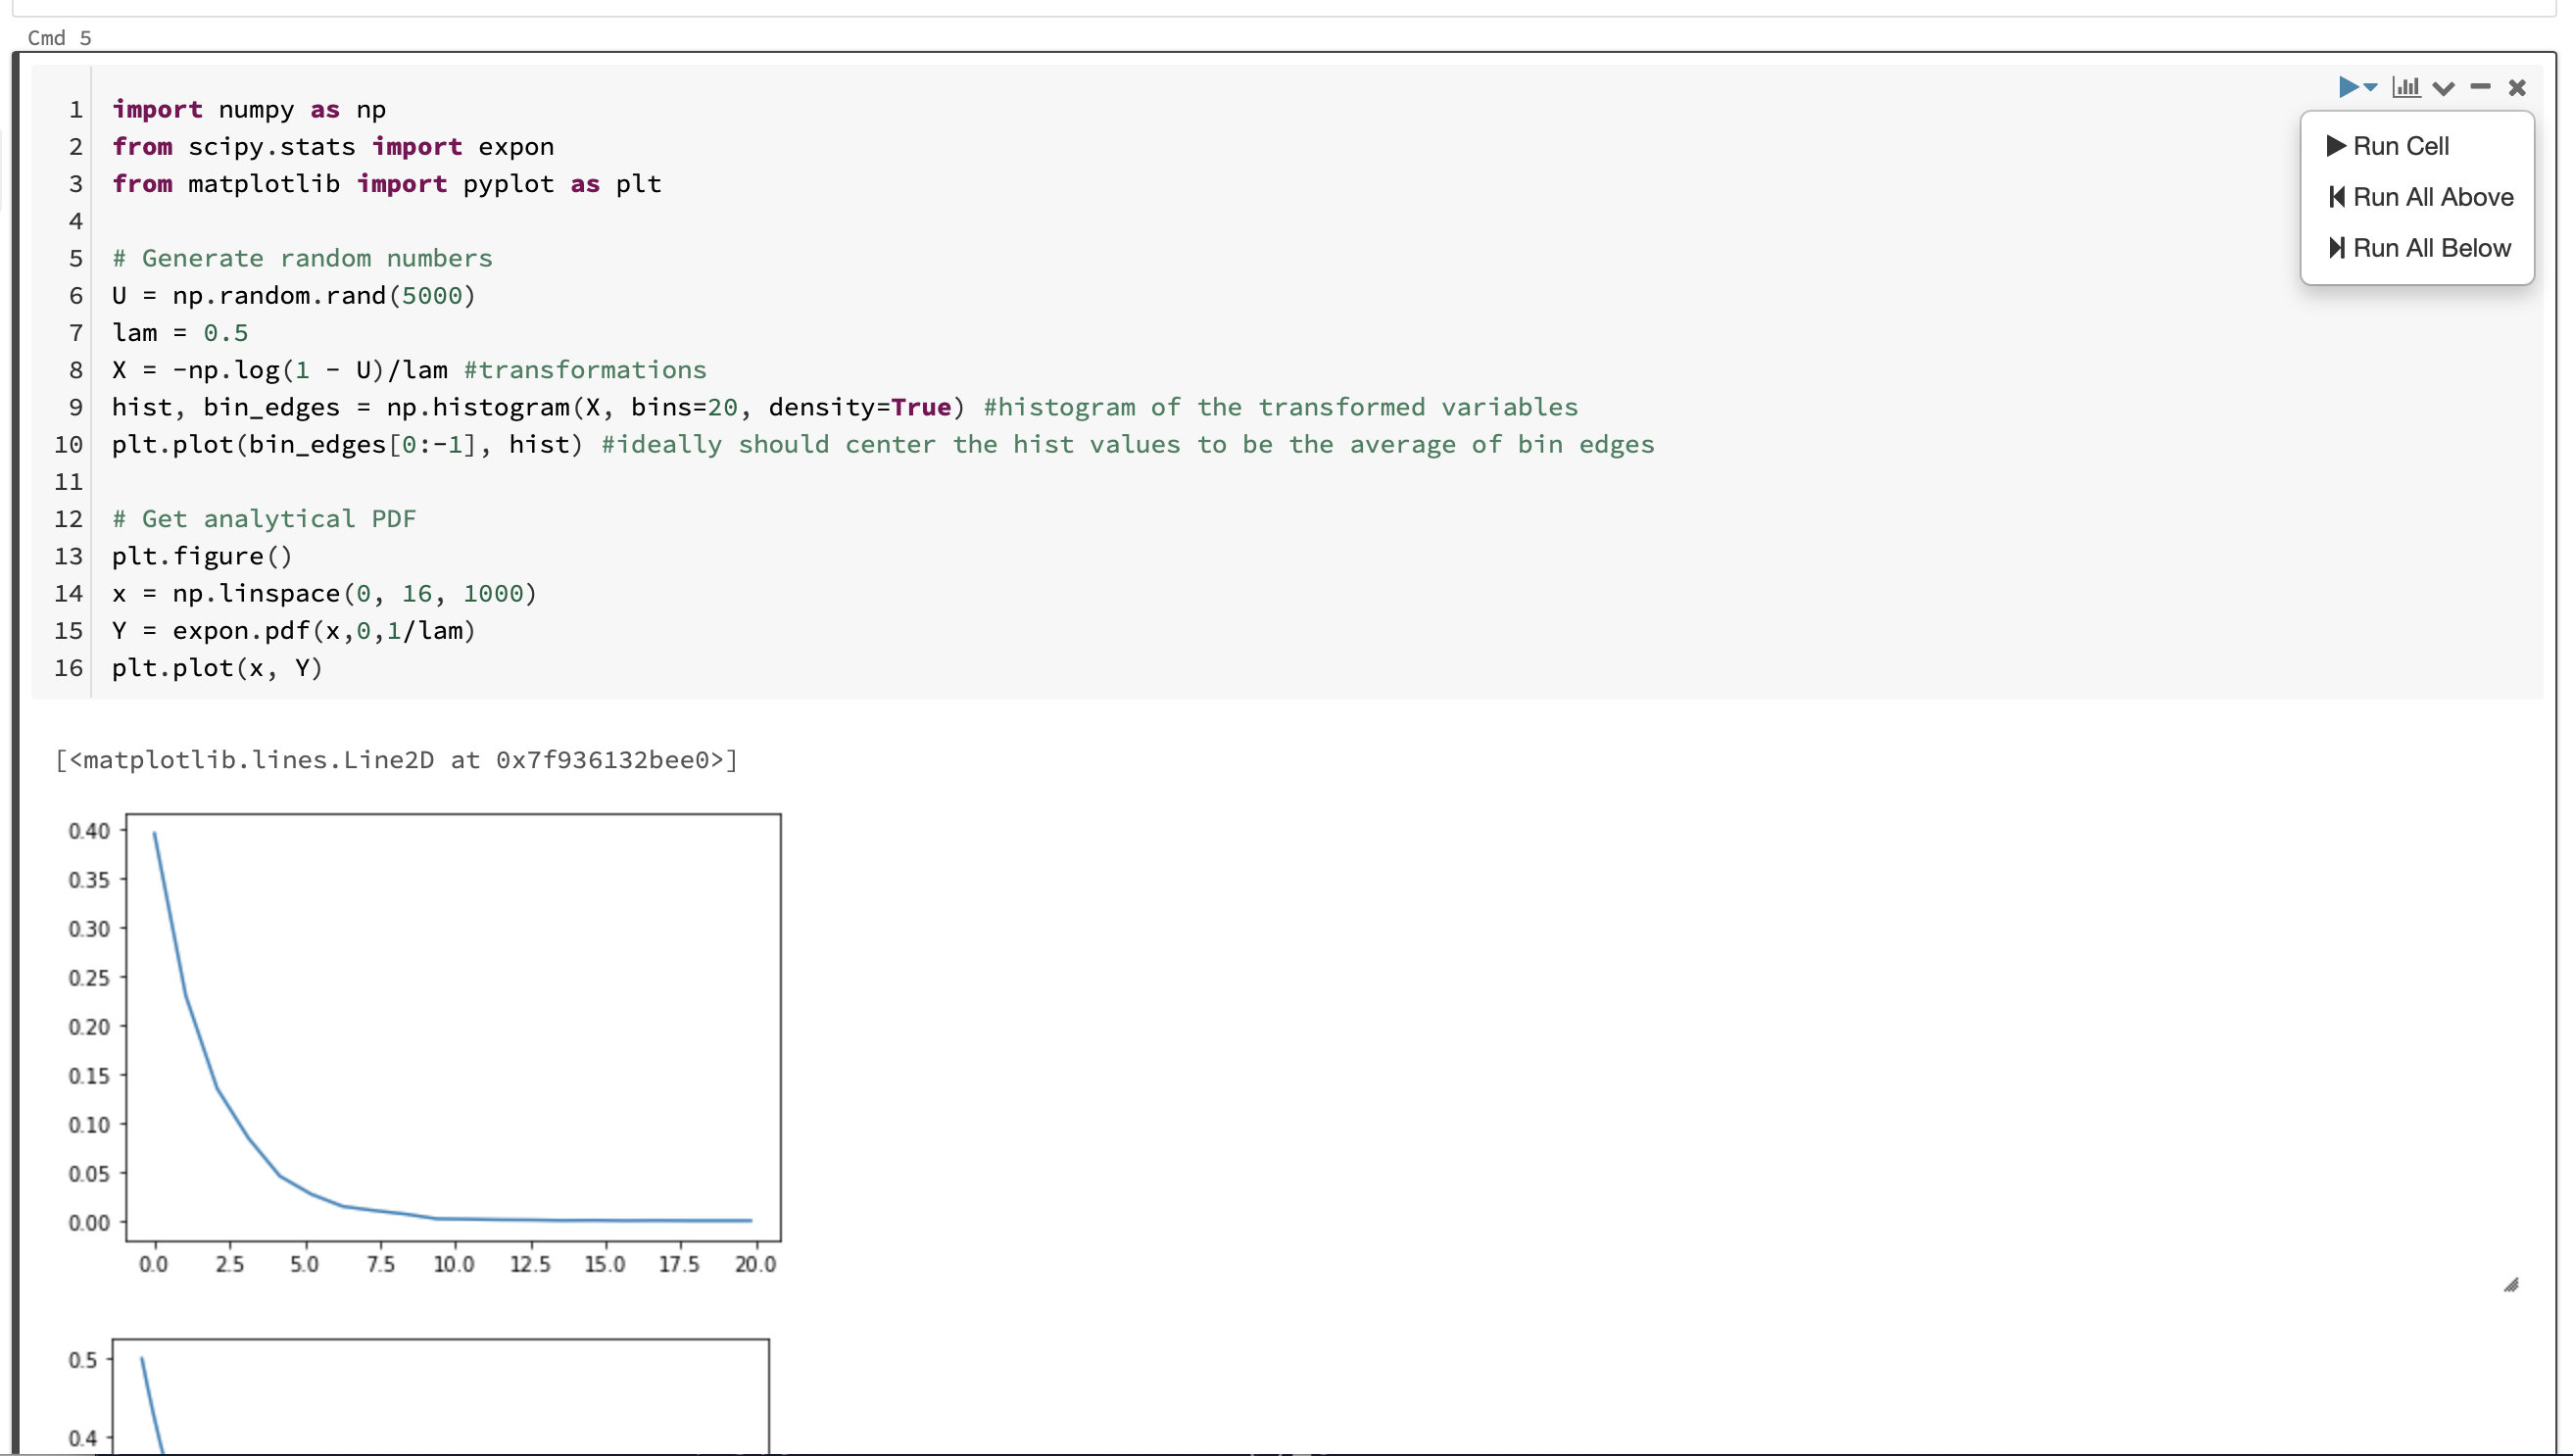 Cmd 5
1 import numpy as np
2 from scipy.stats import expon
3 from matplotlib import pyplot as plt
4
5 # Generate random numbers
6 U = np.random.rand(5000)
7 lam = 0.5
8 X = -np.log(1 - U)/lam #transformations
9 hist, bin_edges = np.histogram(X, bins=20, density=True) #histogram of the transformed variables
10 plt.plot(bin_edges[0:-1], hist) #ideally should center the hist values to be the average of bin edges
11
12 # Get analytical PDF
13 plt.figure()
14 x = np.linspace(0, 16, 1000)
15 Y = expon.pdf(x,0,1/lam)
16 plt.plot(x, Y)
Run Cell
Run All Above
Run All Below
[<matplotlib.lines.Line2D at 0x7f936132bee0>]
0.40
0.35
0.30
0.25
0.20
0.15
0.10
0.05
0.00
0.0 2.5 5.0 7.5 10.0 12.5 15.0 17.5 20.0
0.5
0.4